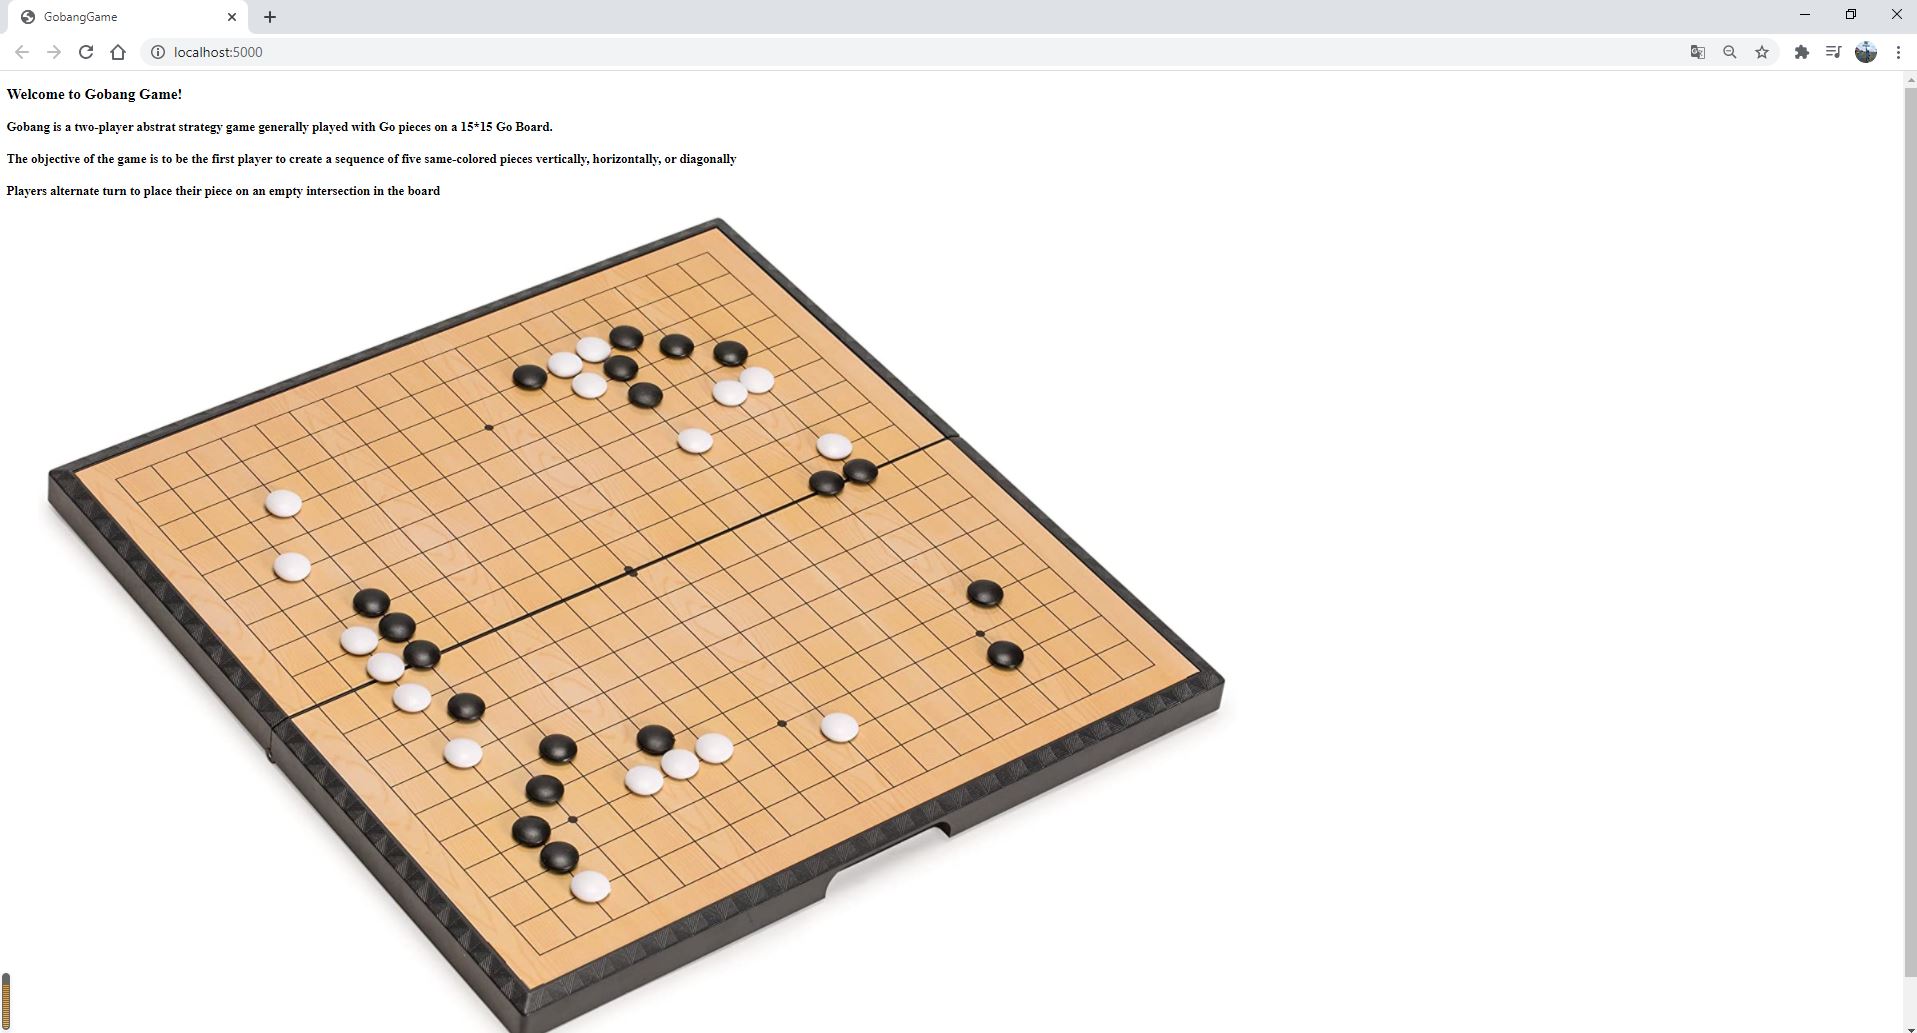 GobangGame
localhost:5000
Welcome to Gobang Game!
Gobang is a two-player abstrat strategy game generally played with Go pieces on a 15*15 Go Board.
The objective of the game is to be the first player to create a sequence of five same-colored pieces vertically, horizontally, or diagonally
Players alternate turn to place their piece on an empty intersection in the board